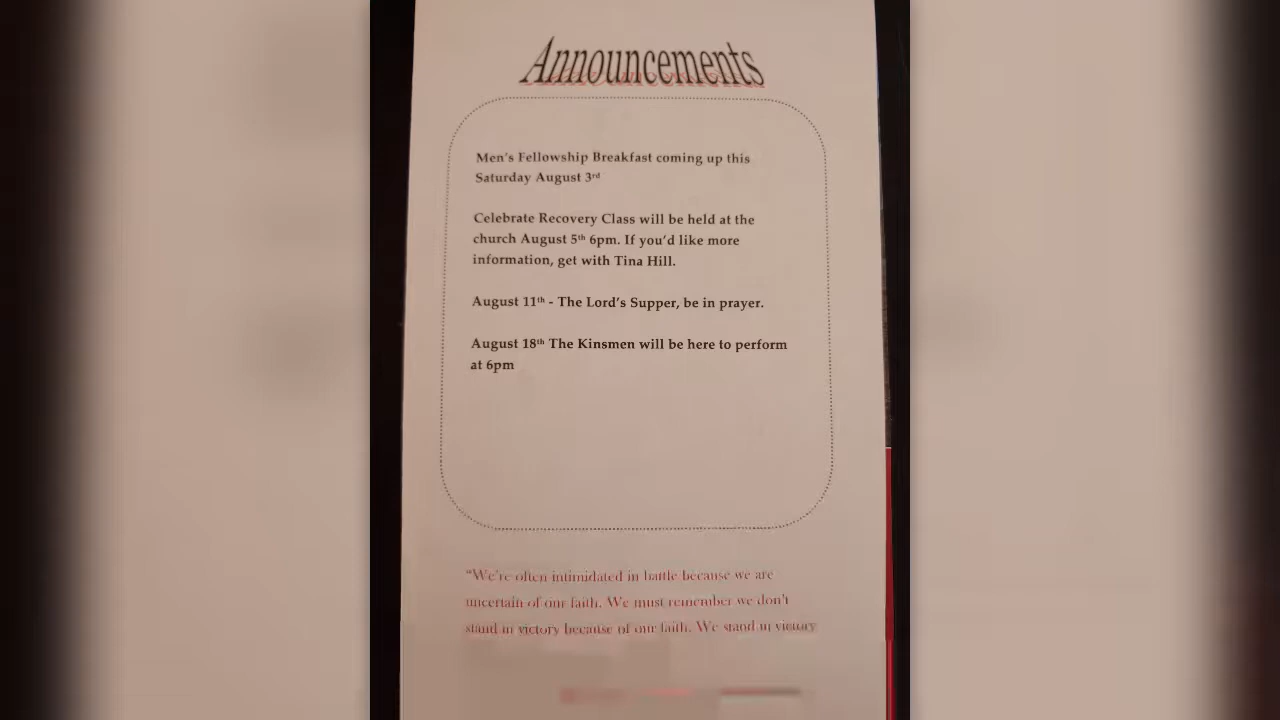 Announcements
Men's Fellowship Breakfast coming up this
Saturday August 3rd
Celebrate Recovery Class will be held at the
church August 5th 6pm. If you'd like more
information, get with Tina Hill.
August 11th - The Lord's Supper, be in prayer.
August 18th The Kinsmen will be here to perform
at 6pm
"We're often intimidated in battle because we are
uncertain of our faith. We must remember we don't
stand in victory because of our faith. We stand in victory